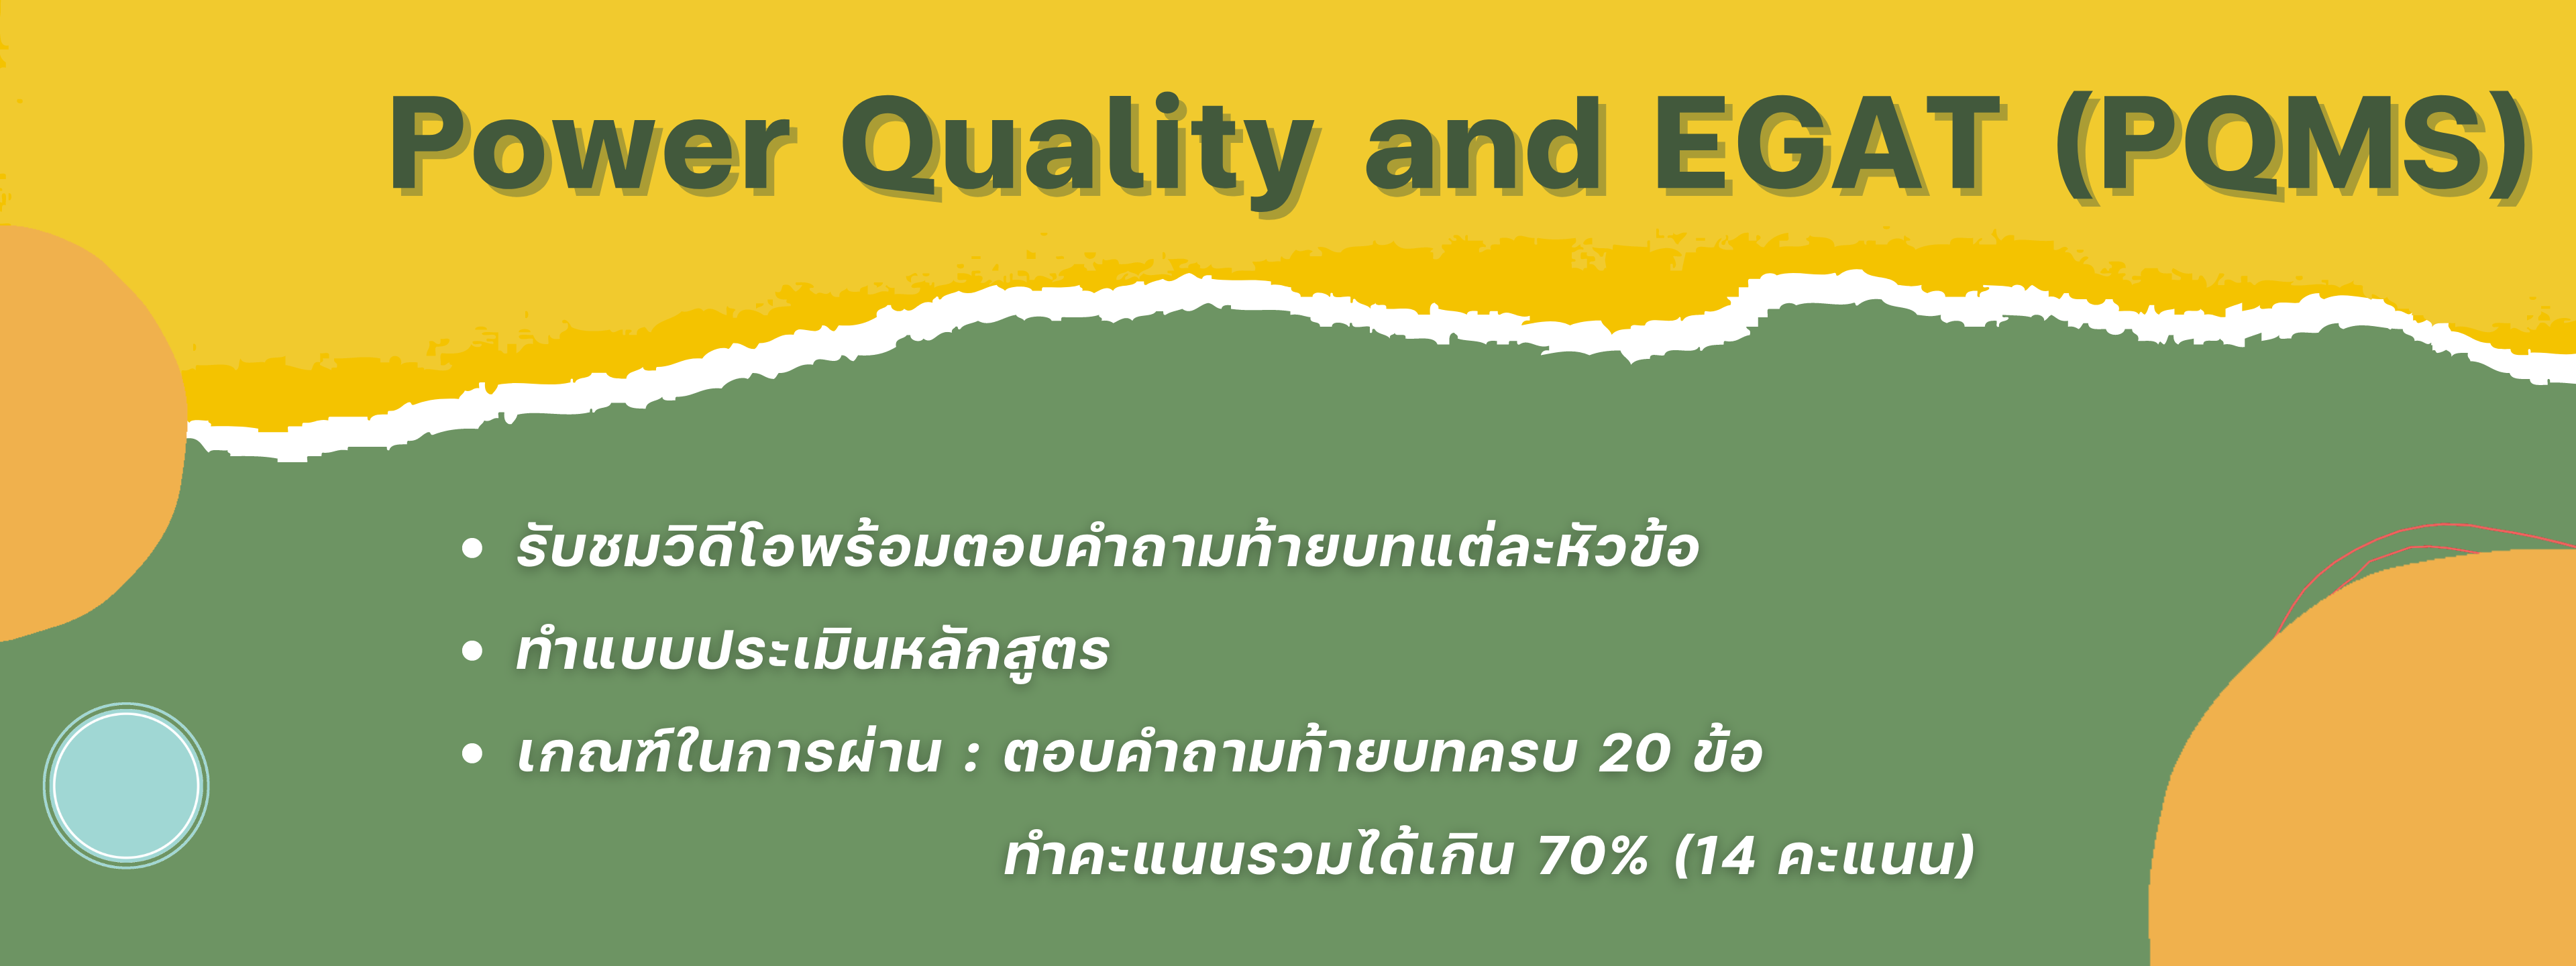 Power Quality and EGAT (PQMS)
• รับชมวิดีโอพร้อมตอบคำถามท้ายบทแต่ละหัวข้อ
• ทำแบบประเมินหลักสูตร
• เกณฑ์ในการผ่าน : ตอบคำถามท้ายบทครบ 20 ข้อ
ทำคะแนนรวมได้เกิน 70% (14 คะแนน)